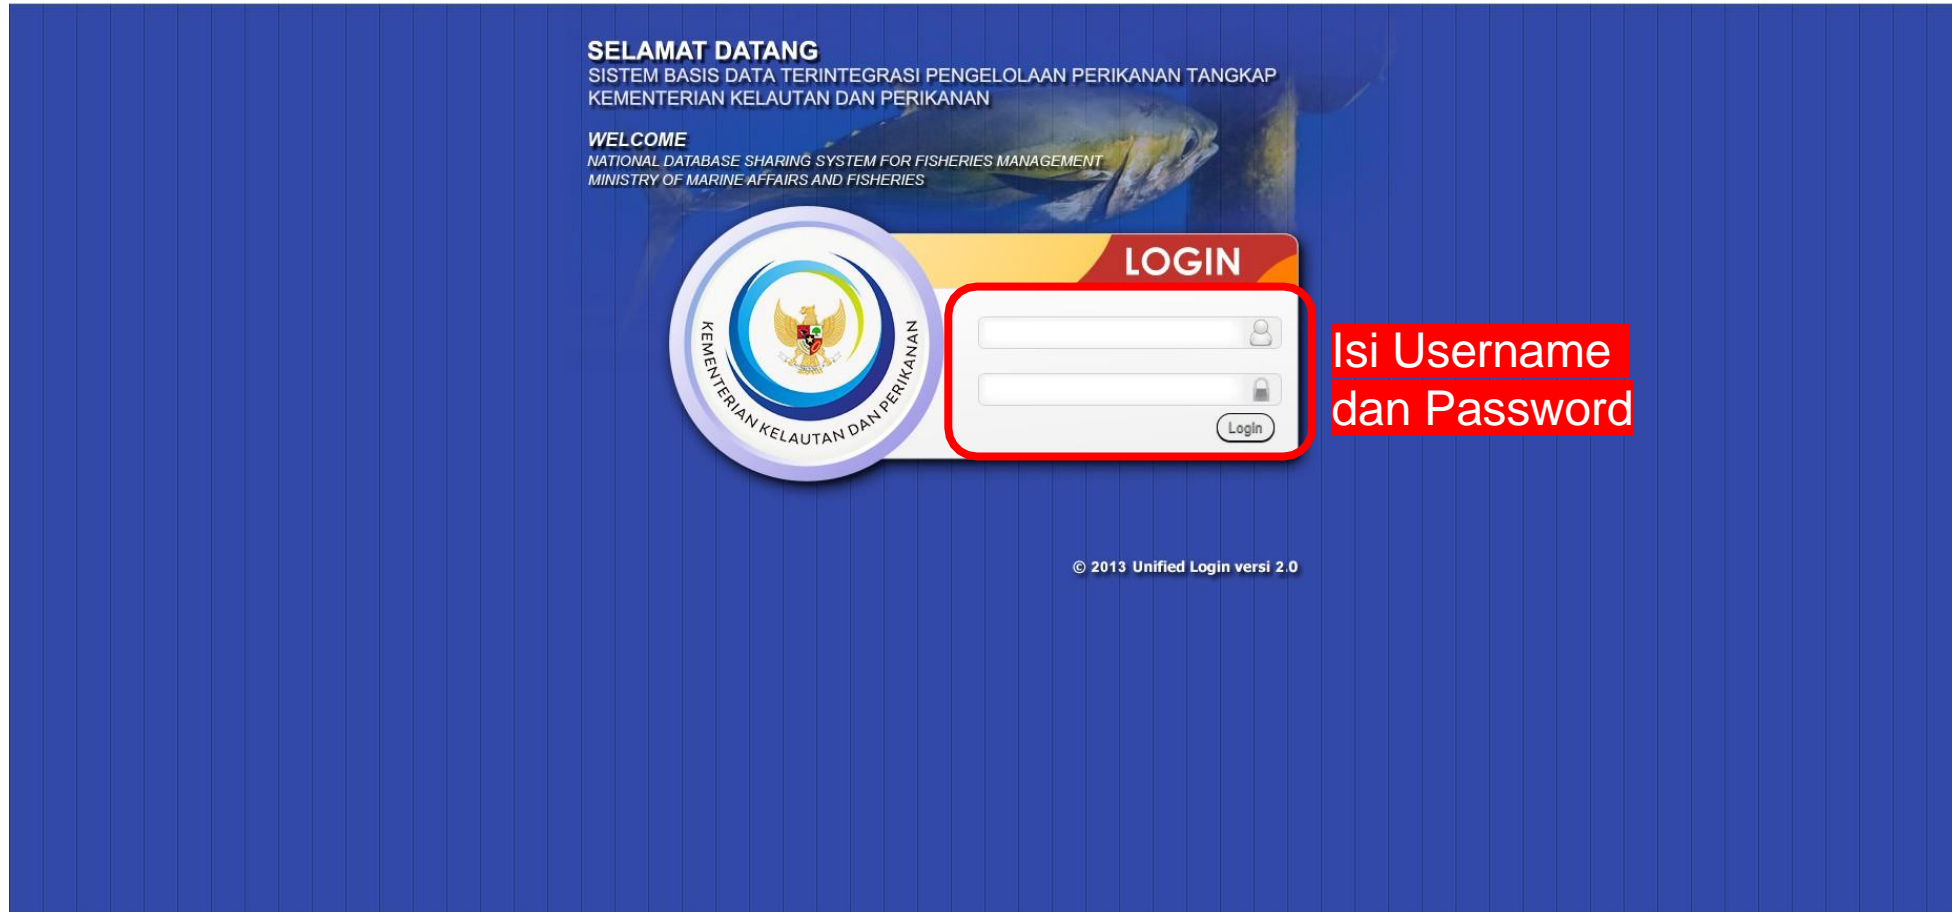 SELAMAT DATANG
SISTEM BASIS DATA TERINTEGRASI PENGELOLAAN PERIKANAN TANGKAP
KEMENTERIAN KELAUTAN DAN PERIKANAN
WELCOME
NATIONAL DATABASE SHARING SYSTEM FOR FISHERIES MANAGEMENT
MINISTRY OF MARINE AFFAIRS AND FISHERIES
LOGIN
KEMENTERIAN KELAUTAN DAN PERIKANAN
Isi Username
dan Password
Login
© 2013 Unified Login versi 2.0